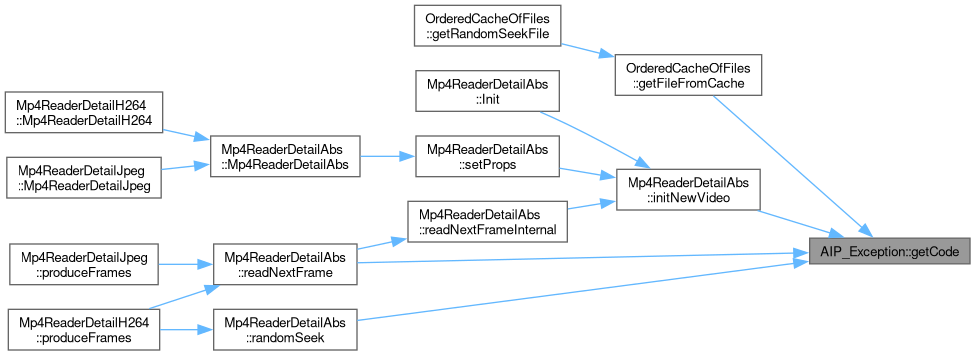 OrderedCacheOfFiles
::getRandomSeekFile
OrderedCacheOfFiles
::getFileFromCache
Mp4ReaderDetailAbs
::Init
Mp4ReaderDetailH264
::Mp4ReaderDetailH264
Mp4ReaderDetailAbs
::Mp4ReaderDetailAbs
Mp4ReaderDetailAbs
::setProps
Mp4ReaderDetailJpeg
::Mp4ReaderDetailJpeg
Mp4ReaderDetailAbs
::initNewVideo
Mp4ReaderDetailAbs
::readNextFrameInternal
AIP_Exception::getCode
Mp4ReaderDetailJpeg
::produceFrames
Mp4ReaderDetailAbs
::readNextFrame
Mp4ReaderDetailH264
::produceFrames
Mp4ReaderDetailAbs
::randomSeek